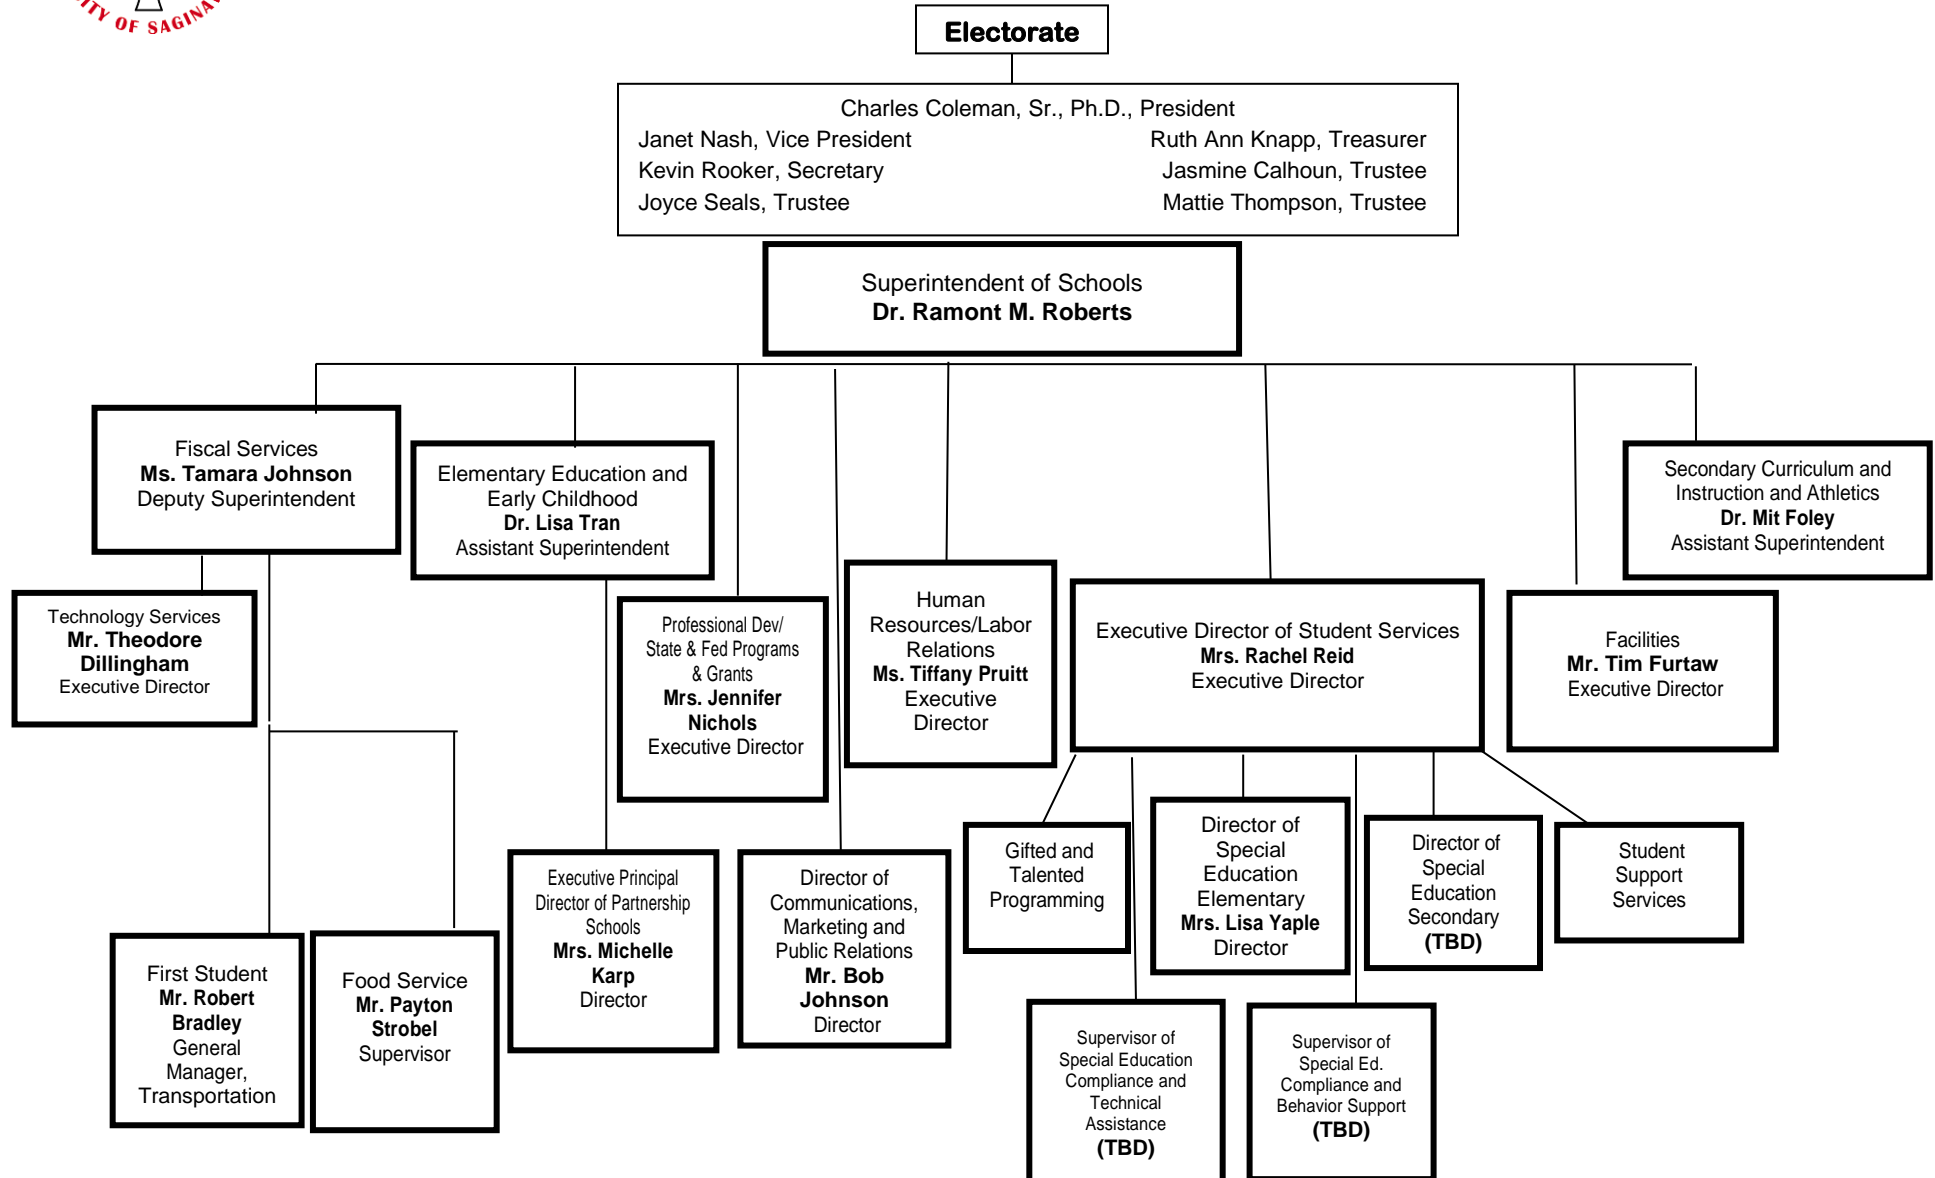 ITY OF SAGINAW
Electorate
Charles Coleman, Sr., Ph.D., President
Janet Nash, Vice President Ruth Ann Knapp, Treasurer
Kevin Rooker, Secretary Jasmine Calhoun, Trustee
Joyce Seals, Trustee Mattie Thompson, Trustee
Superintendent of Schools
Dr. Ramont M. Roberts
Fiscal Services
Ms. Tamara Johnson
Deputy Superintendent
Elementary Education and
Early Childhood
Dr. Lisa Tran
Assistant Superintendent
Secondary Curriculum and
Instruction and Athletics
Dr. Mit Foley
Assistant Superintendent
Technology Services
Mr. Theodore
Dillingham
Executive Director
Professional Dev/
State & Fed Programs
& Grants
Mrs. Jennifer
Nichols
Executive Director
Human
Resources/Labor
Relations
Ms. Tiffany Pruitt
Executive
Director
Executive Director of Student Services
Mrs. Rachel Reid
Executive Director
Facilities
Mr. Tim Furtaw
Executive Director
First Student
Mr. Robert
Bradley
General
Manager,
Transportation
Food Service
Mr. Payton
Strobel
Supervisor
Executive Principal
Director of Partnership
Schools
Mrs. Michelle
Karp
Director
Director of
Communications,
Marketing and
Public Relations
Mr. Bob
Johnson
Director
Gifted and
Talented
Programming
Director of
Special
Education
Elementary
Mrs. Lisa Yaple
Director
Director of
Special
Education
Secondary
(TBD)
Student
Support
Services
Supervisor of
Special Education
Compliance and
Technical
Assistance
(TBD)
Supervisor of
Special Ed.
Compliance and
Behavior Support
(TBD)